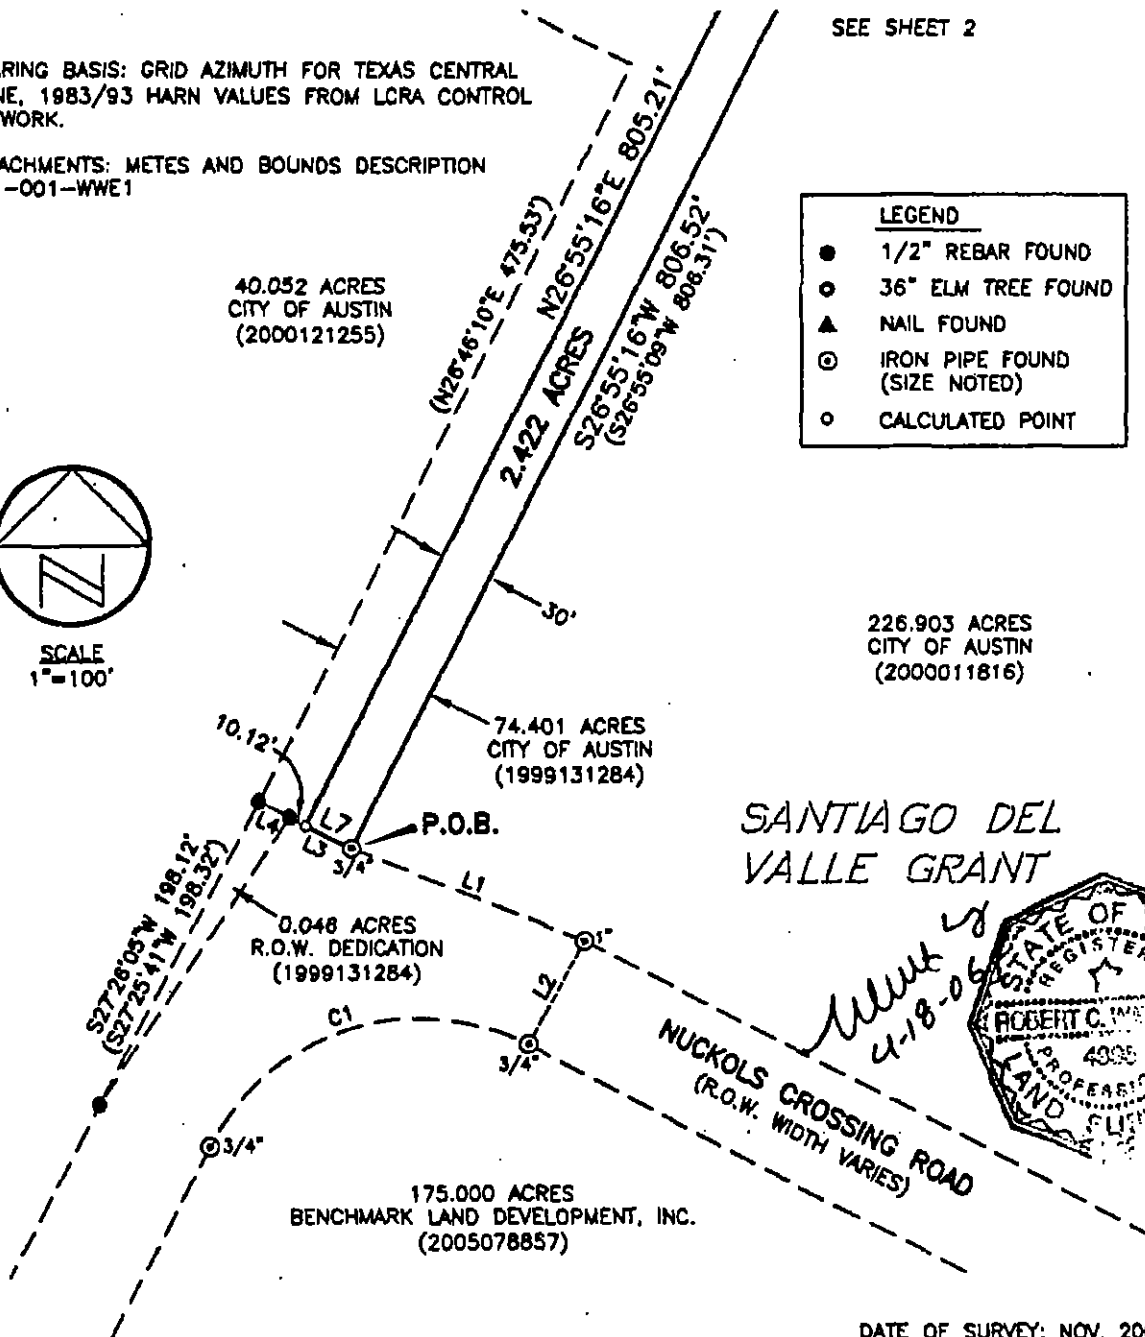 SEE SHEET 2
RING BASIS: GRID AZIMUTH FOR TEXAS CENTRAL
NE, 1983/93 HARN VALUES FROM LCRA CONTROL
WORK.
ACHMENTS: METES AND BOUNDS DESCRIPTION
-001-WWE1
LEGEND
1/2" REBAR FOUND
36" ELM TREE FOUND
NAIL FOUND
IRON PIPE FOUND
(SIZE NOTED)
CALCULATED POINT
40.052 ACRES
CITY OF AUSTIN
(2000121255)
(N26°46'10"E 475.53')
N26°55'16"E 805.21'
2.422 ACRES
S26°55'16"W 806.52'
(S26°55'09"W 806.31')
N
SCALE
1"=100'
30'
226.903 ACRES
CITY OF AUSTIN
(2000011816)
74.401 ACRES
CITY OF AUSTIN
(1999131284)
10.12'
L4
L3
L7
P.O.B.
3/4"
L1
SANTIAGO DEL
VALLE GRANT
S27°26'05"W 198.12'
(S27°25'41"W 198.32')
0.048 ACRES
R.O.W. DEDICATION
(1999131284)
1"
L2
C1
3/4"
3/4"
NUCKOLS CROSSING ROAD
(R.O.W. WIDTH VARIES)
4-18-06
STATE OF
REGISTER
ROBERT C.
4995
PROFESSIO
LAND
175.000 ACRES
BENCHMARK LAND DEVELOPMENT, INC.
(2005078857)
DATE OF SURVEY: NOV. 20